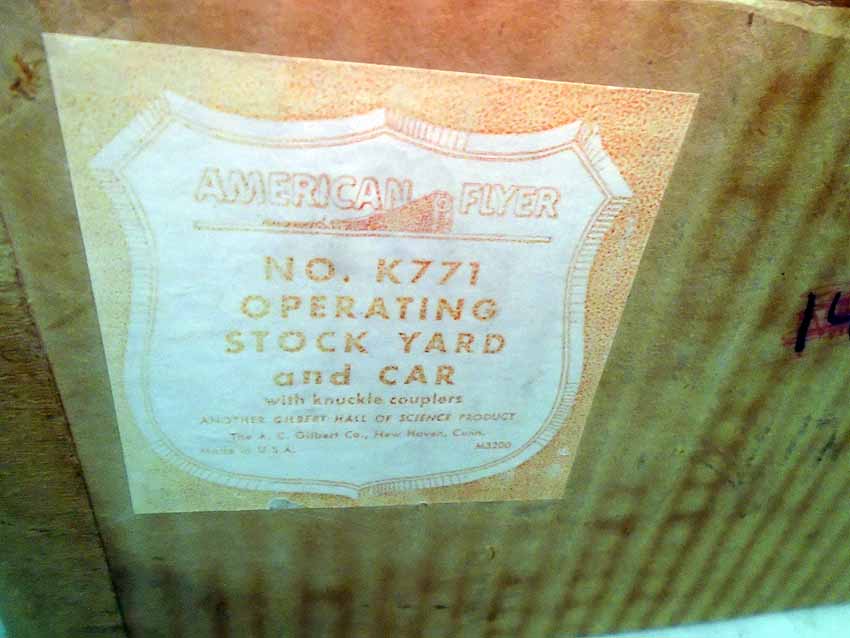 AMERICAN FLYER
NO. K771
OPERATING
STOCK YARD
and CAR
with knuckle couplers
ANOTHER GILBERT HALL OF SCIENCE PRODUCT
The A. C. Gilbert Co., New Haven, Conn.
Made in U.S.A. M3200
14